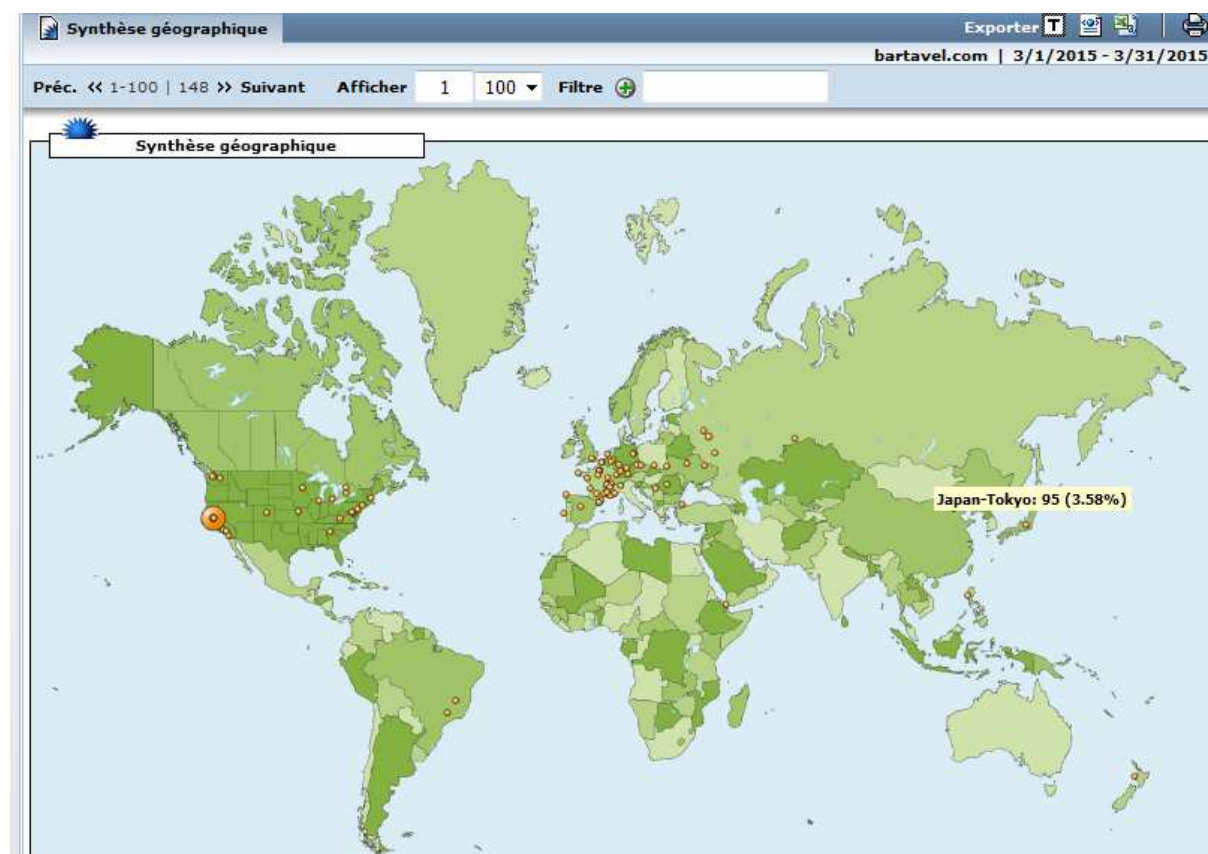 Synthèse géographique
Exporter T
bartavel.com | 3/1/2015 - 3/31/2015
Préc. « 1-100 | 148 » Suivant Afficher 1 100 Filtre
Synthèse géographique
Japan-Tokyo: 95 (3.58%)